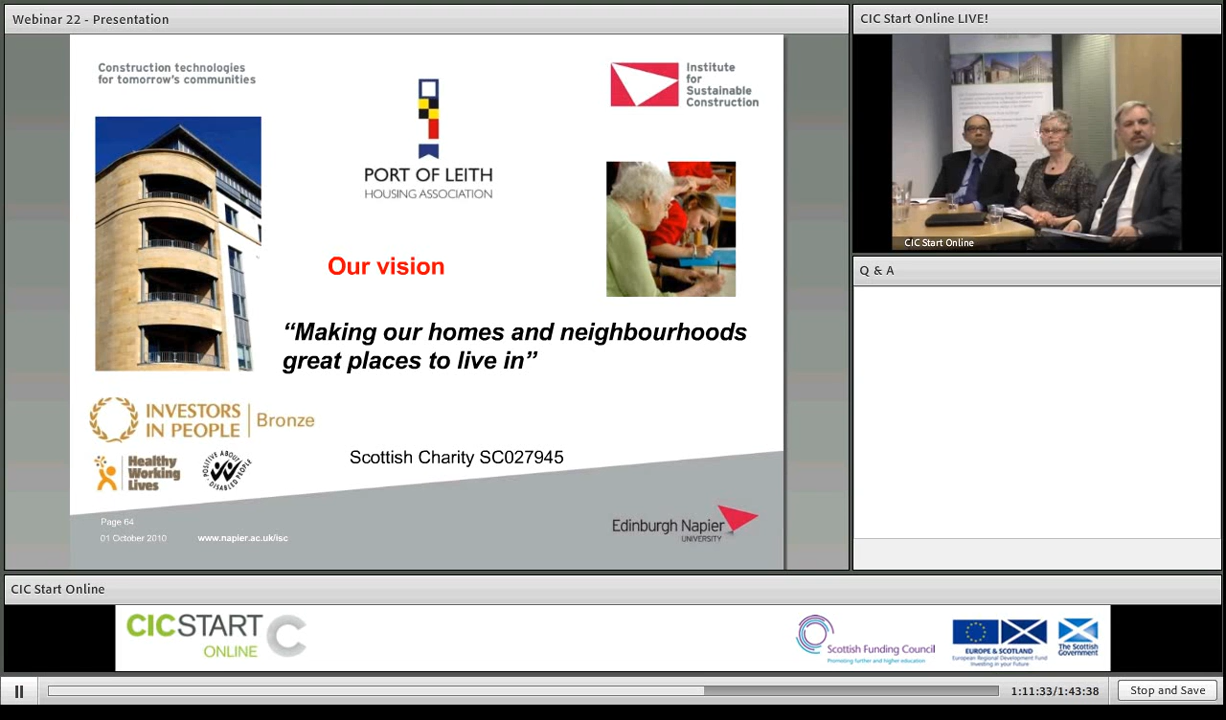 Webinar 22 - Presentation
CIC Start Online LIVE!
Construction technologies
for tomorrow's communities
Institute
for
Sustainable
Construction
PORT OF LEITH
HOUSING ASSOCIATION
Our vision
“Making our homes and neighbourhoods
great places to live in”
INVESTORS
IN PEOPLE
Bronze
Healthy
Working
Lives
POSITIVE ABOUT
DISABLED PEOPLE
Scottish Charity SC027945
Page 64
01 October 2010
www.napier.ac.uk/isc
Edinburgh Napier
UNIVERSITY
CIC Start Online
Q & A
CIC Start Online
CICSTART
ONLINE
Scottish Funding Council
Promoting further and higher education
EUROPE & SCOTLAND
European Regional Development Fund
Investing in your Future
The Scottish
Government
1:11:33/1:43:38
Stop and Save